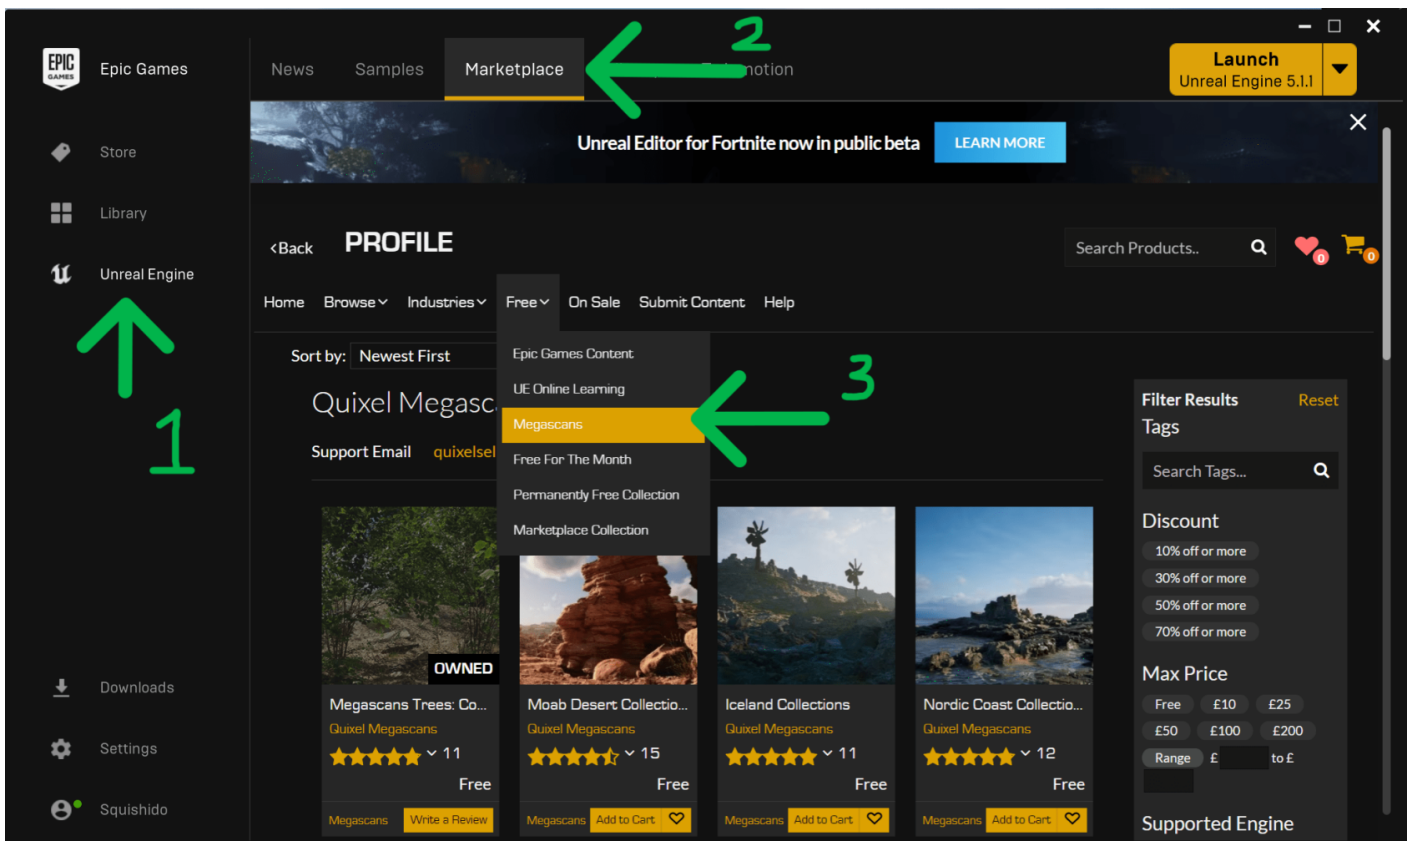 2
EPIC GAMES
Epic Games
News
Samples
Marketplace
Launch
Unreal Engine 5.1.1
Unreal Editor for Fortnite now in public beta
LEARN MORE
Store
Library
Unreal Engine
1
Downloads
Settings
Squishido
<Back
PROFILE
Search Products..
0
0
Home
Browse
Industries
Free
On Sale
Submit Content
Help
Sort by:
Newest First
Epic Games Content
UE Online Learning
Megascans
Free For The Month
Permanently Free Collection
Marketplace Collection
3
Quixel Megasc
Support Email
quixelsel
OWNED
Megascans Trees: Co...
Quixel Megascans
11
Free
Megascans
Write a Review
Moab Desert Collectio...
Quixel Megascans
15
Free
Megascans
Add to Cart
Iceland Collections
Quixel Megascans
11
Free
Megascans
Add to Cart
Nordic Coast Collectio...
Quixel Megascans
12
Free
Megascans
Add to Cart
Filter Results
Reset
Tags
Search Tags...
Discount
10% off or more
30% off or more
50% off or more
70% off or more
Max Price
Free £10 £25
£50 £100 £200
Range £ to £
Supported Engine